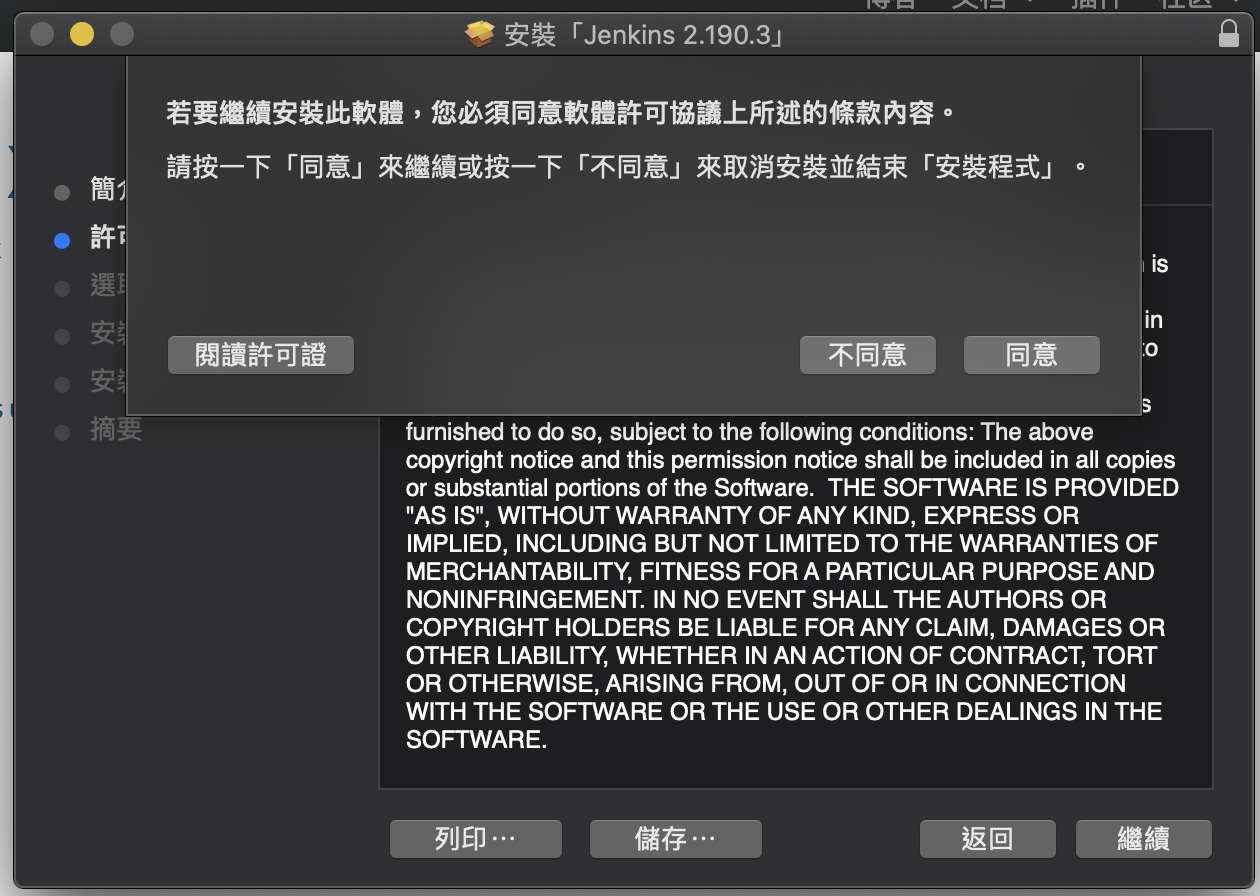 安裝「Jenkins 2.190.3」
若要繼續安裝此軟體，您必須同意軟體許可協議上所述的條款內容。
請按一下「同意」來繼續或按一下「不同意」來取消安裝並結束「安裝程式」。
閱讀許可證
不同意
同意
簡
許
選
安
安
摘要
is
in
furnished to do so, subject to the following conditions: The above
copyright notice and this permission notice shall be included in all copies
or substantial portions of the Software.  THE SOFTWARE IS PROVIDED
"AS IS", WITHOUT WARRANTY OF ANY KIND, EXPRESS OR
IMPLIED, INCLUDING BUT NOT LIMITED TO THE WARRANTIES OF
MERCHANTABILITY, FITNESS FOR A PARTICULAR PURPOSE AND
NONINFRINGEMENT. IN NO EVENT SHALL THE AUTHORS OR
COPYRIGHT HOLDERS BE LIABLE FOR ANY CLAIM, DAMAGES OR
OTHER LIABILITY, WHETHER IN AN ACTION OF CONTRACT, TORT
OR OTHERWISE, ARISING FROM, OUT OF OR IN CONNECTION
WITH THE SOFTWARE OR THE USE OR OTHER DEALINGS IN THE
SOFTWARE.
列印⋯
儲存⋯
返回
繼續